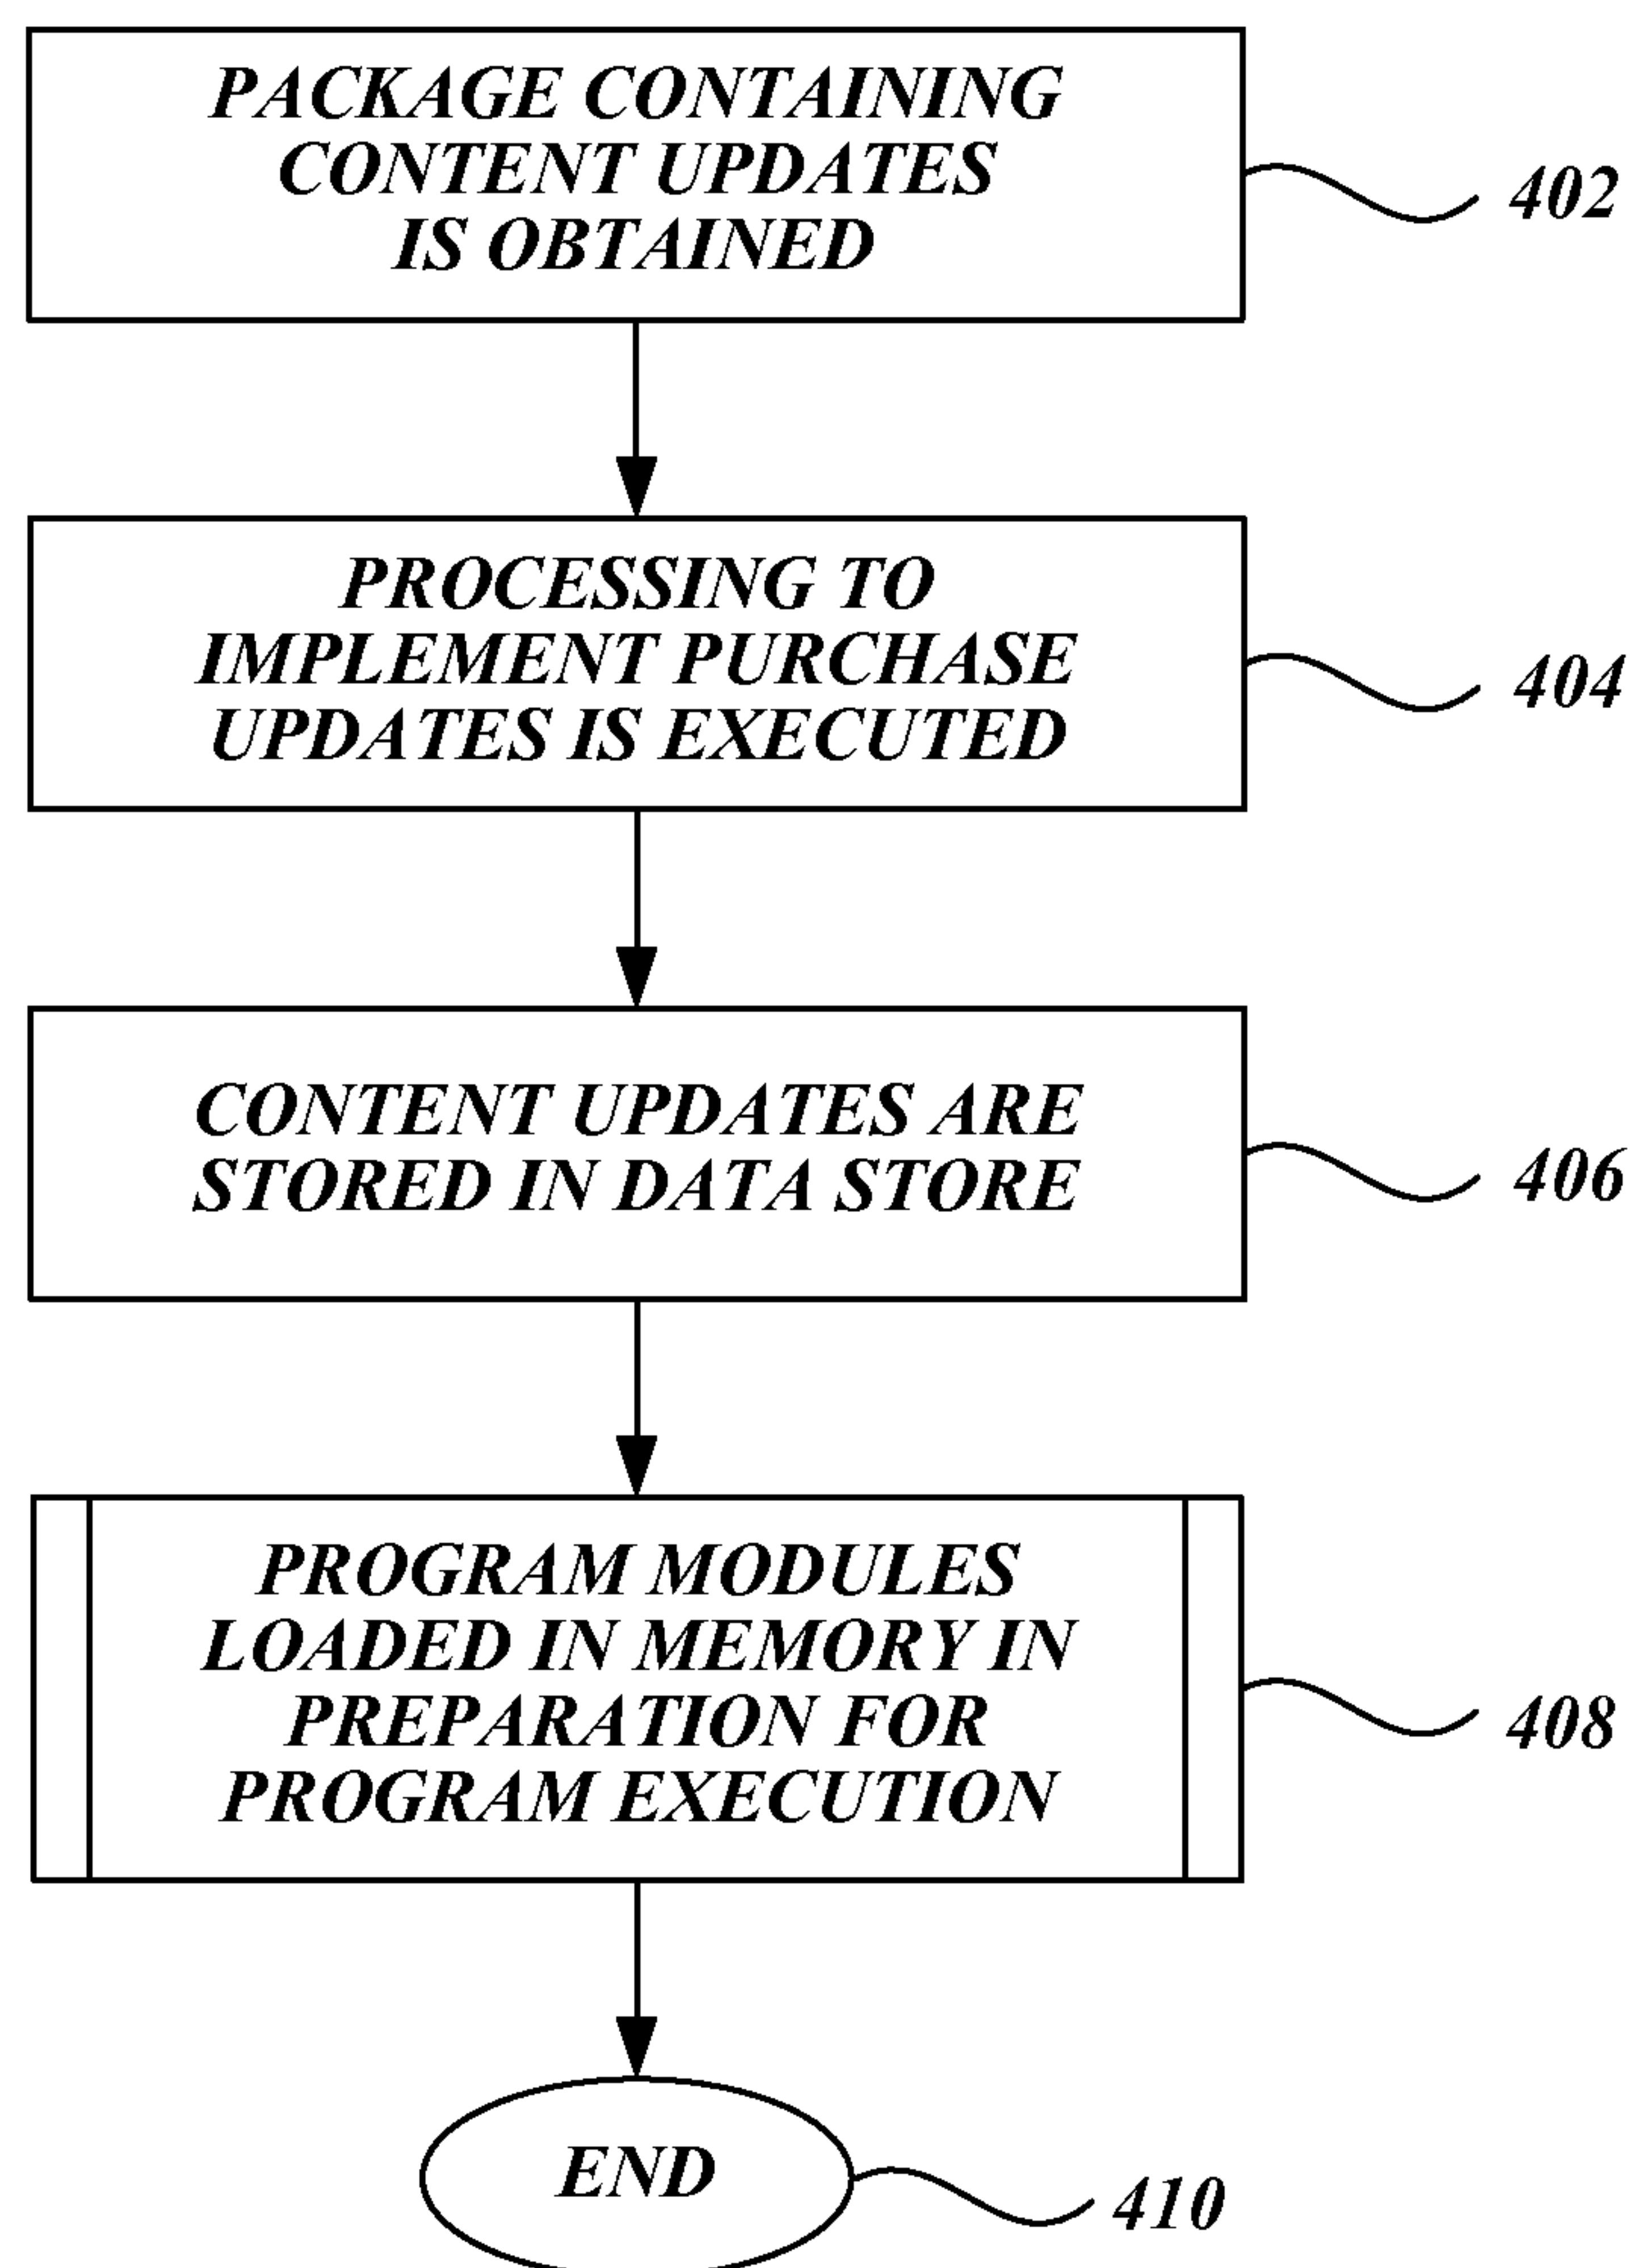 PACKAGE CONTAINING
CONTENT UPDATES
IS OBTAINED
402
PROCESSING TO
IMPLEMENT PURCHASE
UPDATES IS EXECUTED
404
CONTENT UPDATES ARE
STORED IN DATA STORE
406
PROGRAM MODULES
LOADED IN MEMORY IN
PREPARATION FOR
PROGRAM EXECUTION
408
END
410